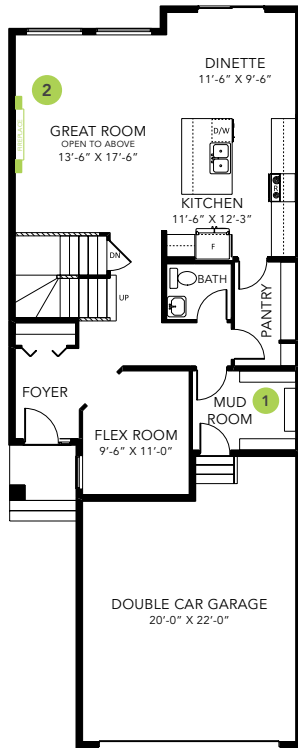 DINETTE
11'-6" X 9'-6"
2
GREAT ROOM
OPEN TO ABOVE
13'-6" X 17'-6"
FIREPLACE
D/W
R
KITCHEN
11'-6" X 12'-3"
F
DN
UP
BATH
PANTRY
FOYER
MUD
ROOM
1
FLEX ROOM
9'-6" X 11'-0"
DOUBLE CAR GARAGE
20'-0" X 22'-0"